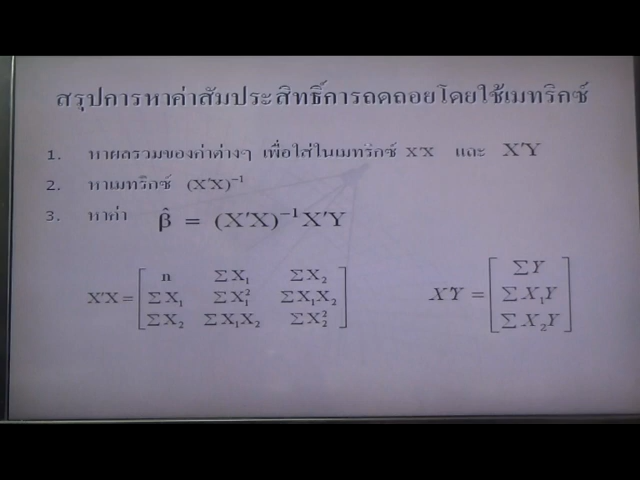 สรุปการหาค่าสัมประสิทธิ์การถดถอยโดยใช้เมทริกซ์
1. หาผลรวมของค่าต่างๆ เพื่อใส่ในเมทริกซ์ X'X และ X'Y
2. หาเมทริกซ์ (X'X)⁻¹
3. หาค่า β̂ = (X'X)⁻¹X'Y
X'X = [ n ΣX₁ ΣX₂
ΣX₁ ΣX₁² ΣX₁X₂
ΣX₂ ΣX₁X₂ ΣX₂² ]
X'Y = [ ΣY
ΣX₁Y
ΣX₂Y ]